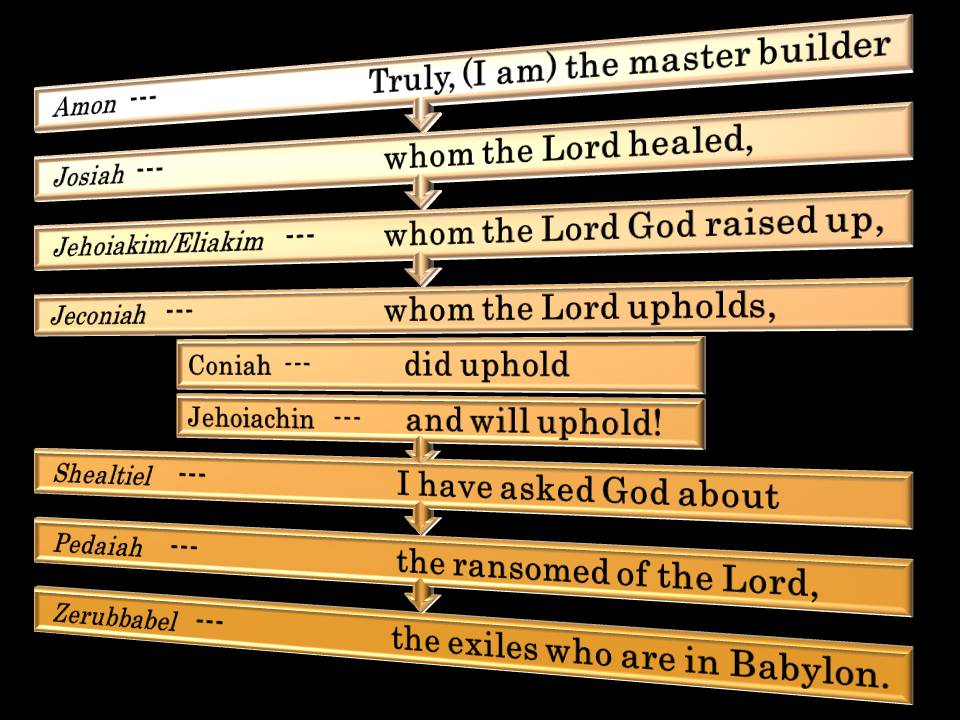 Amon --- Truly, (I am) the master builder
Josiah --- whom the Lord healed,
Jehoiakim/Eliakim --- whom the Lord God raised up,
Jeconiah --- whom the Lord upholds,
Coniah --- did uphold
Jehoiachin --- and will uphold!
Shealtiel --- I have asked God about
Pedaiah --- the ransomed of the Lord,
Zerubbabel --- the exiles who are in Babylon.